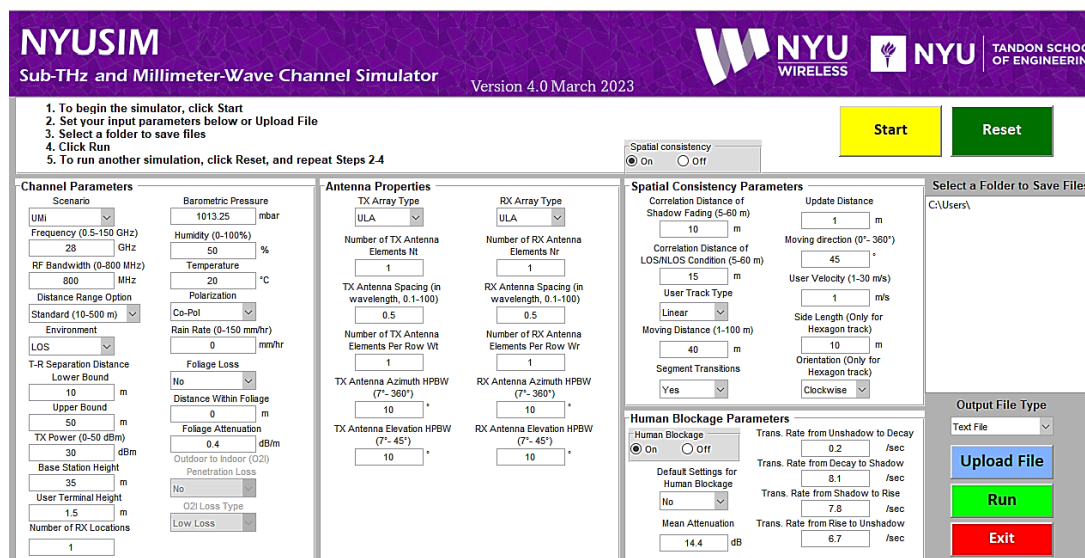 NYUSIM
Sub-THz and Millimeter-Wave Channel Simulator
Version 4.0 March 2023
NYU
WIRELESS
NYU
TANDON SCHOO
OF ENGINEERIN
1. To begin the simulator, click Start
2. Set your input parameters below or Upload File
3. Select a folder to save files
4. Click Run
5. To run another simulation, click Reset, and repeat Steps 2-4
Spatial consistency
On Off
Start
Reset
Channel Parameters
Scenario
UMi
Frequency (0.5-150 GHz)
28 GHz
RF Bandwidth (0-800 MHz)
800 MHz
Distance Range Option
Standard (10-500 m)
Environment
LOS
T-R Separation Distance
Lower Bound
10 m
Upper Bound
50 m
TX Power (0-50 dBm)
30 dBm
Base Station Height
35 m
User Terminal Height
1.5 m
Number of RX Locations
1
Barometric Pressure
1013.25 mbar
Humidity (0-100%)
50 %
Temperature
20 °C
Polarization
Co-Pol
Rain Rate (0-150 mm/hr)
0 mm/hr
Foliage Loss
No
Distance Within Foliage
0 m
Foliage Attenuation
0.4 dB/m
Outdoor to Indoor (O2I)
Penetration Loss
No
O2I Loss Type
Low Loss
Antenna Properties
TX Array Type
ULA
Number of TX Antenna
Elements Nt
1
TX Antenna Spacing (in
wavelength, 0.1-100)
0.5
Number of TX Antenna
Elements Per Row Wt
1
TX Antenna Azimuth HPBW
(7°- 360°)
10 °
TX Antenna Elevation HPBW
(7°- 45°)
10 °
RX Array Type
ULA
Number of RX Antenna
Elements Nr
1
RX Antenna Spacing (in
wavelength, 0.1-100)
0.5
Number of RX Antenna
Elements Per Row Wr
1
RX Antenna Azimuth HPBW
(7°- 360°)
10 °
RX Antenna Elevation HPBW
(7°- 45°)
10 °
Spatial Consistency Parameters
Correlation Distance of
Shadow Fading (5-60 m)
10 m
Correlation Distance of
LOS/NLOS Condition (5-60 m)
15 m
User Track Type
Linear
Moving Distance (1-100 m)
40 m
Segment Transitions
Yes
Update Distance
1 m
Moving direction (0°- 360°)
45 °
User Velocity (1-30 m/s)
1 m/s
Side Length (Only for
Hexagon track)
10 m
Orientation (Only for
Hexagon track)
Clockwise
Human Blockage Parameters
Human Blockage
On Off
Default Settings for
Human Blockage
No
Mean Attenuation
14.4 dB
Trans. Rate from Unshadow to Decay
0.2 /sec
Trans. Rate from Decay to Shadow
8.1 /sec
Trans. Rate from Shadow to Rise
7.8 /sec
Trans. Rate from Rise to Unshadow
6.7 /sec
Select a Folder to Save Files
C:\Users\
Output File Type
Text File
Upload File
Run
Exit